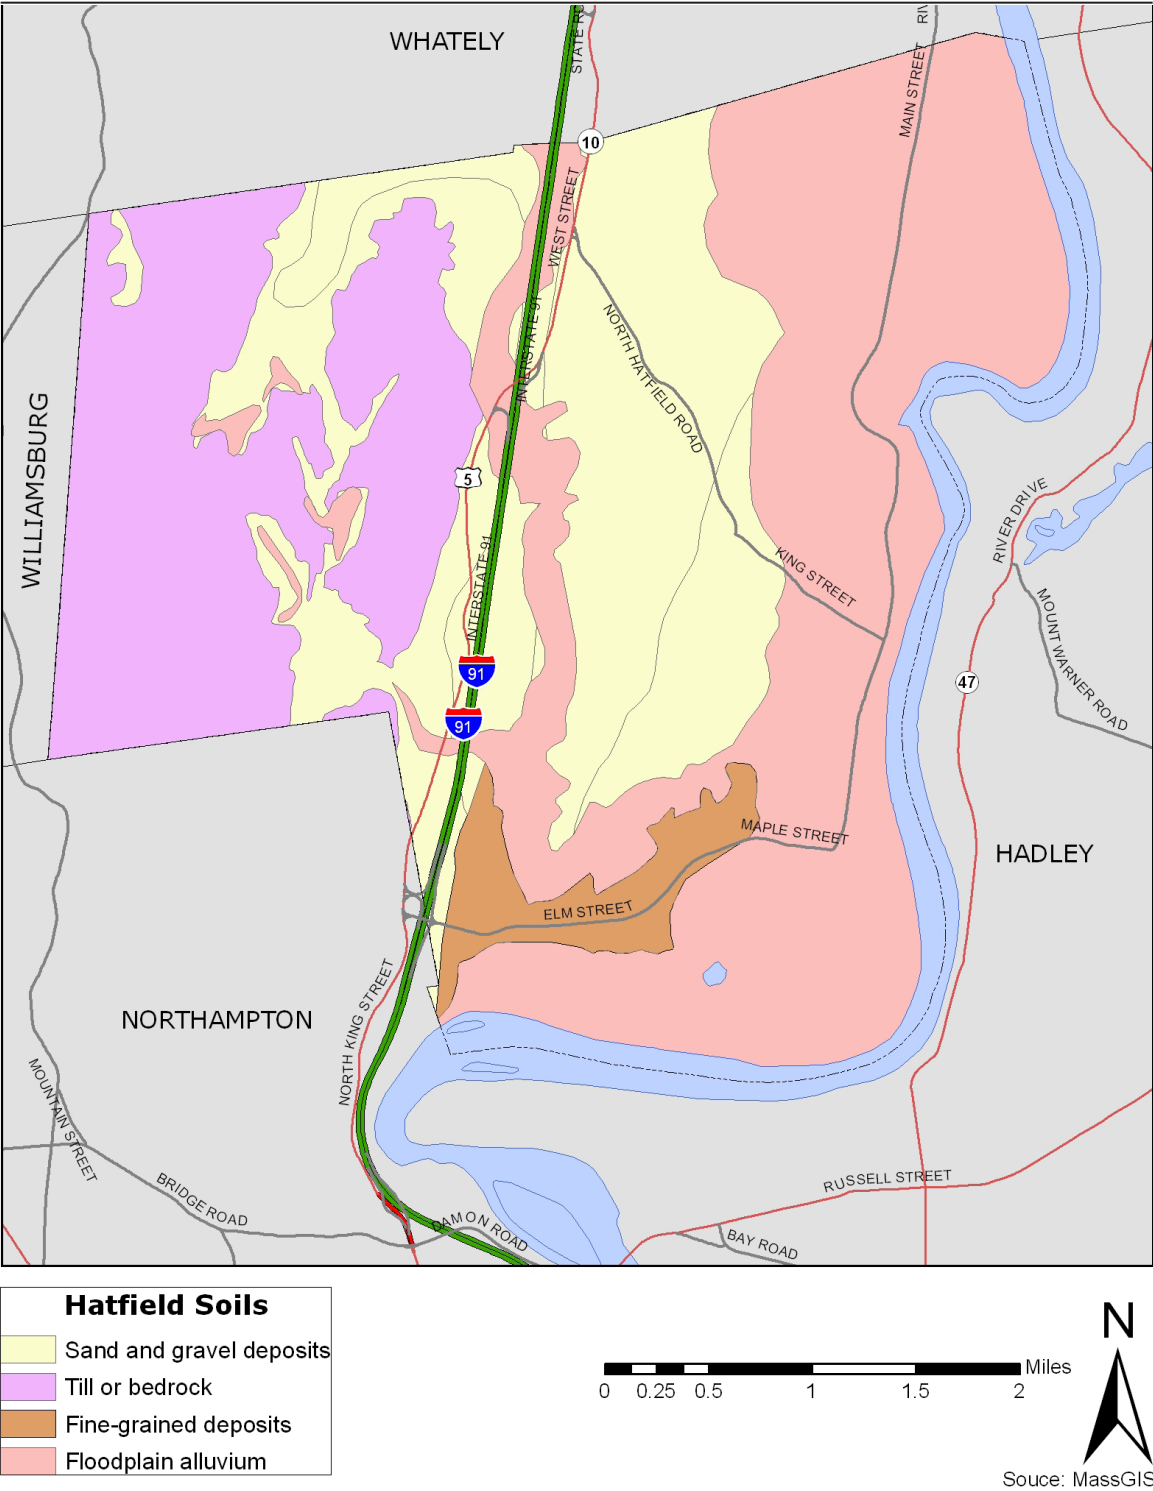 WHATELY
STATE RO
MAIN STREET
RIV
10
WEST STREET
INTERSTATE 91
NORTH HATFIELD ROAD
WILLIAMSBURG
5
RIVER DRIVE
INTERSTATE 91
KING STREET
MOUNT WARNER ROAD
91
47
91
MAPLE STREET
HADLEY
ELM STREET
NORTHAMPTON
NORTH KING STREET
MOUNTAIN STREET
BRIDGE ROAD
DAMON ROAD
RUSSELL STREET
BAY ROAD
Hatfield Soils
Sand and gravel deposits
Till or bedrock
Fine-grained deposits
Floodplain alluvium
Miles
0 0.25 0.5 1 1.5 2
N
Souce: MassGIS